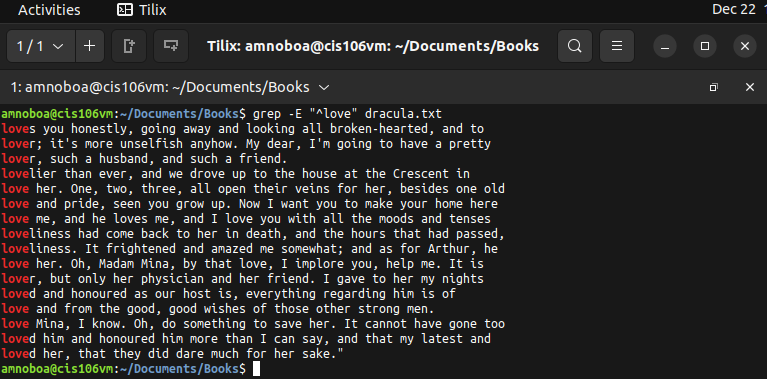 Activities Tilix Dec 22
1 / 1 Tilix: amnoboa@cis106vm: ~/Documents/Books
1: amnoboa@cis106vm: ~/Documents/Books
amnoboa@cis106vm:~/Documents/Books$ grep -E "^love" dracula.txt
loves you honestly, going away and looking all broken-hearted, and to
lover; it's more unselfish anyhow. My dear, I'm going to have a pretty
lover, such a husband, and such a friend.
lovelier than ever, and we drove up to the house at the Crescent in
love her. One, two, three, all open their veins for her, besides one old
love and pride, seen you grow up. Now I want you to make your home here
love me, and he loves me, and I love you with all the moods and tenses
loveliness had come back to her in death, and the hours that had passed,
loveliness. It frightened and amazed me somewhat; and as for Arthur, he
love her. Oh, Madam Mina, by that love, I implore you, help me. It is
lover, but only her physician and her friend. I gave to her my nights
loved and honoured as our host is, everything regarding him is of
love and from the good, good wishes of those other strong men.
love Mina, I know. Oh, do something to save her. It cannot have gone too
loved him and honoured him more than I can say, and that my latest and
loved her, that they did dare much for her sake."
amnoboa@cis106vm:~/Documents/Books$